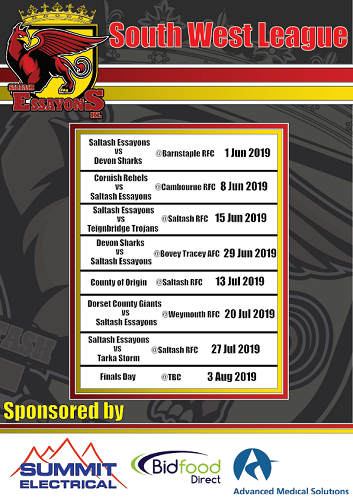 South West League
SALTASH
ESSAYONS
RLC
Saltash Essayons
vs
Devon Sharks
@Barnstaple RFC
1 Jun 2019
Cornish Rebels
vs
Saltash Essayons
@Cambourne RFC
8 Jun 2019
Saltash Essayons
vs
Teignbridge Trojans
@Saltash RFC
15 Jun 2019
Devon Sharks
vs
Saltash Essayons
@Bovey Tracey AFC
29 Jun 2019
County of Origin
@Saltash RFC
13 Jul 2019
Dorset County Giants
vs
Saltash Essayons
@Weymouth RFC
20 Jul 2019
Saltash Essayons
vs
Tarka Storm
@Saltash RFC
27 Jul 2019
Finals Day
@TBC
3 Aug 2019
Sponsored by
SUMMIT
ELECTRICAL
Bidfood
Direct
Advanced Medical Solutions